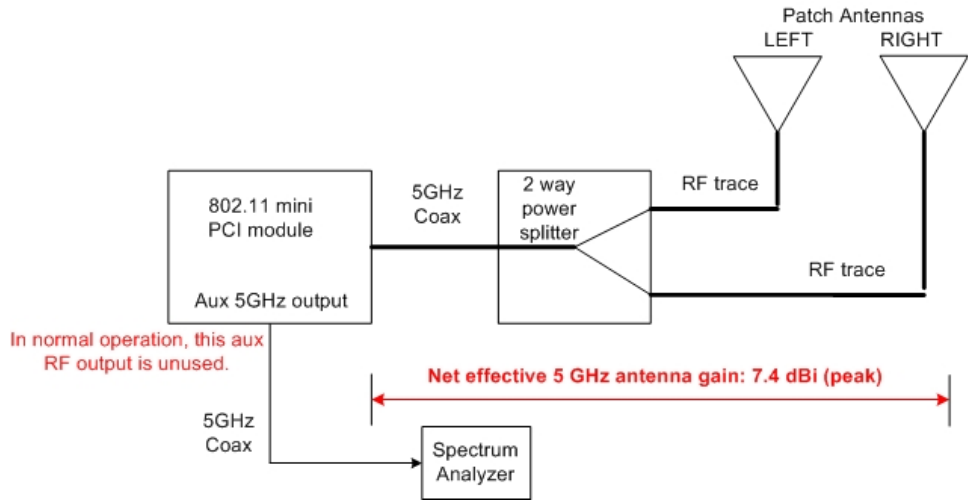 Patch Antennas
LEFT
RIGHT
802.11 mini
PCI module
Aux 5GHz output
5GHz
Coax
2 way
power
splitter
RF trace
RF trace
In normal operation, this aux
RF output is unused.
Net effective 5 GHz antenna gain: 7.4 dBi (peak)
5GHz
Coax
Spectrum
Analyzer